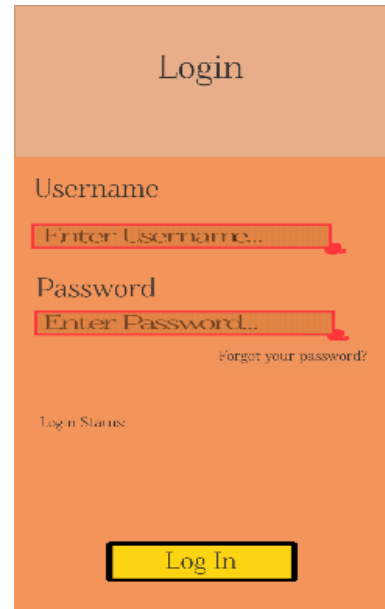 Login
Username
Enter Username...
Password
Enter Password...
Forgot your password?
Login Status:
Log In